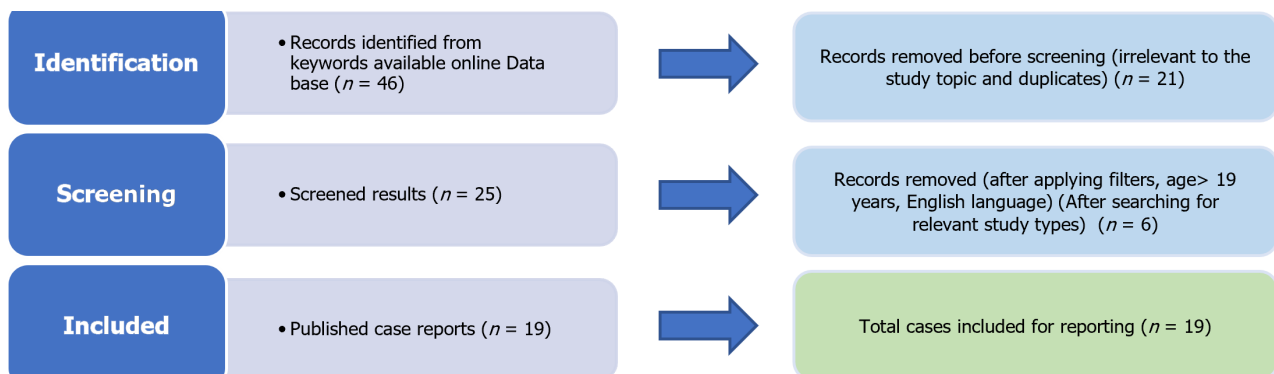 Identification
• Records identified from
keywords available online Data
base (n = 46)
Records removed before screening (irrelevant to the
study topic and duplicates) (n = 21)
Screening
• Screened results (n = 25)
Records removed (after applying filters, age> 19
years, English language) (After searching for
relevant study types) (n = 6)
Included
• Published case reports (n = 19)
Total cases included for reporting (n = 19)